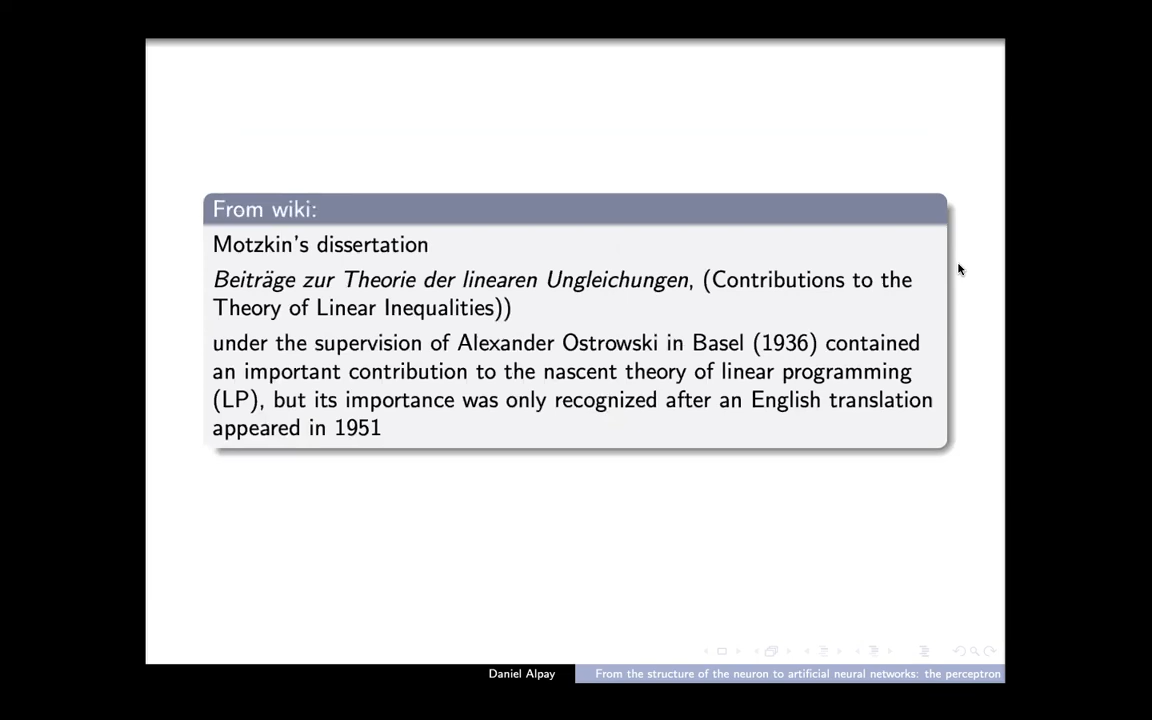 From wiki:
Motzkin's dissertation
Beiträge zur Theorie der linearen Ungleichungen, (Contributions to the
Theory of Linear Inequalities))
under the supervision of Alexander Ostrowski in Basel (1936) contained
an important contribution to the nascent theory of linear programming
(LP), but its importance was only recognized after an English translation
appeared in 1951
Daniel Alpay
From the structure of the neuron to artificial neural networks: the perceptron